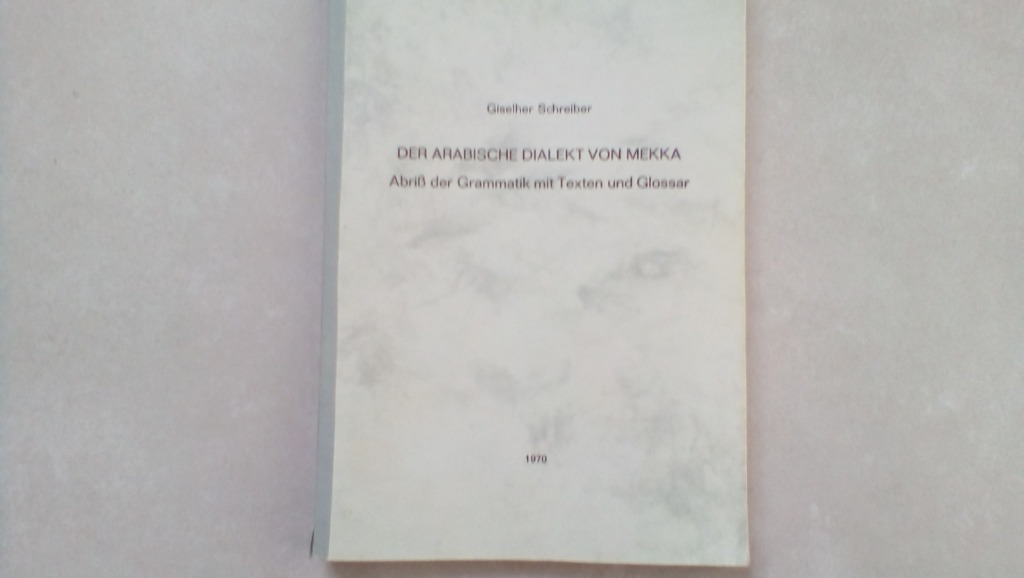 Giselher Schreiber
DER ARABISCHE DIALEKT VON MEKKA
Abriß der Grammatik mit Texten und Glossar
1970